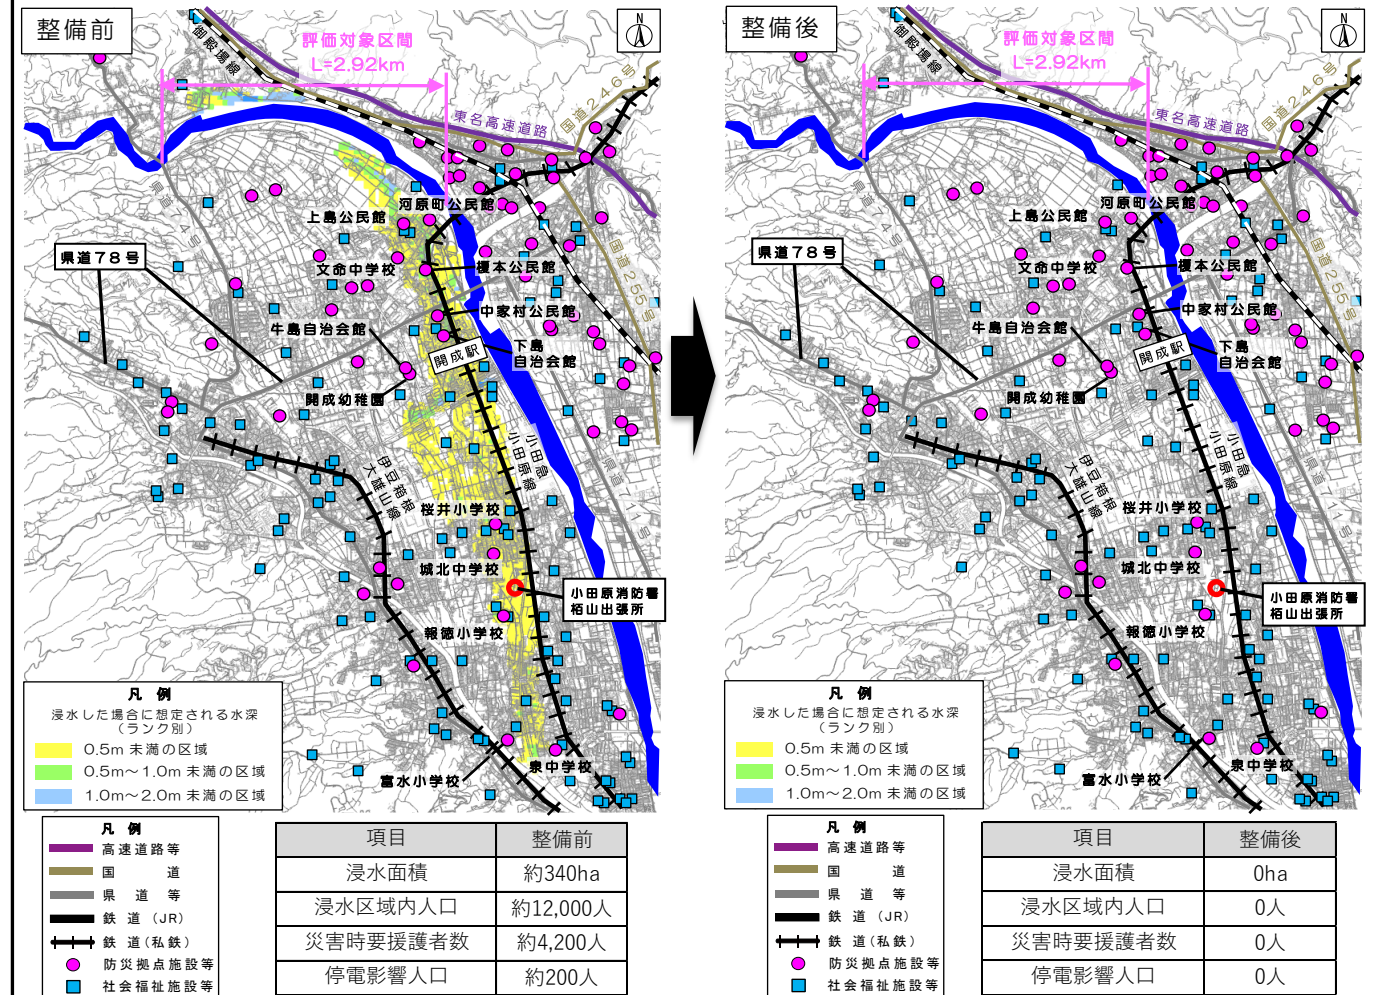 整備前
N
御殿場線
評価対象区間
L=2.92km
国道246号
東名高速道路
県道74号
河原町公民館
上島公民館
県道78号
文命中学校
榎本公民館
国道255号
中家村公民館
牛島自治会館
下島
自治会館
開成駅
開成幼稚園
小田急
小田原線
伊豆箱根
大雄山線
県道711号
桜井小学校
城北中学校
小田原消防署
栢山出張所
報徳小学校
泉中学校
富水小学校
凡 例
浸水した場合に想定される水深
(ランク別)
0.5m 未満の区域
0.5m～1.0m 未満の区域
1.0m～2.0m 未満の区域
凡 例
高速道路等
国 道
県 道 等
鉄 道 (JR)
鉄 道(私鉄)
防災拠点施設等
社会福祉施設等
項目 整備前
浸水面積 約340ha
浸水区域内人口 約12,000人
災害時要援護者数 約4,200人
停電影響人口 約200人
整備後
N
御殿場線
評価対象区間
L=2.92km
国道246号
東名高速道路
県道74号
河原町公民館
上島公民館
県道78号
文命中学校
榎本公民館
国道255号
中家村公民館
牛島自治会館
下島
自治会館
開成駅
開成幼稚園
小田急
小田原線
伊豆箱根
大雄山線
県道711号
桜井小学校
城北中学校
小田原消防署
栢山出張所
報徳小学校
泉中学校
富水小学校
凡 例
浸水した場合に想定される水深
(ランク別)
0.5m 未満の区域
0.5m～1.0m 未満の区域
1.0m～2.0m 未満の区域
凡 例
高速道路等
国 道
県 道 等
鉄 道 (JR)
鉄 道(私鉄)
防災拠点施設等
社会福祉施設等
項目 整備後
浸水面積 0ha
浸水区域内人口 0人
災害時要援護者数 0人
停電影響人口 0人